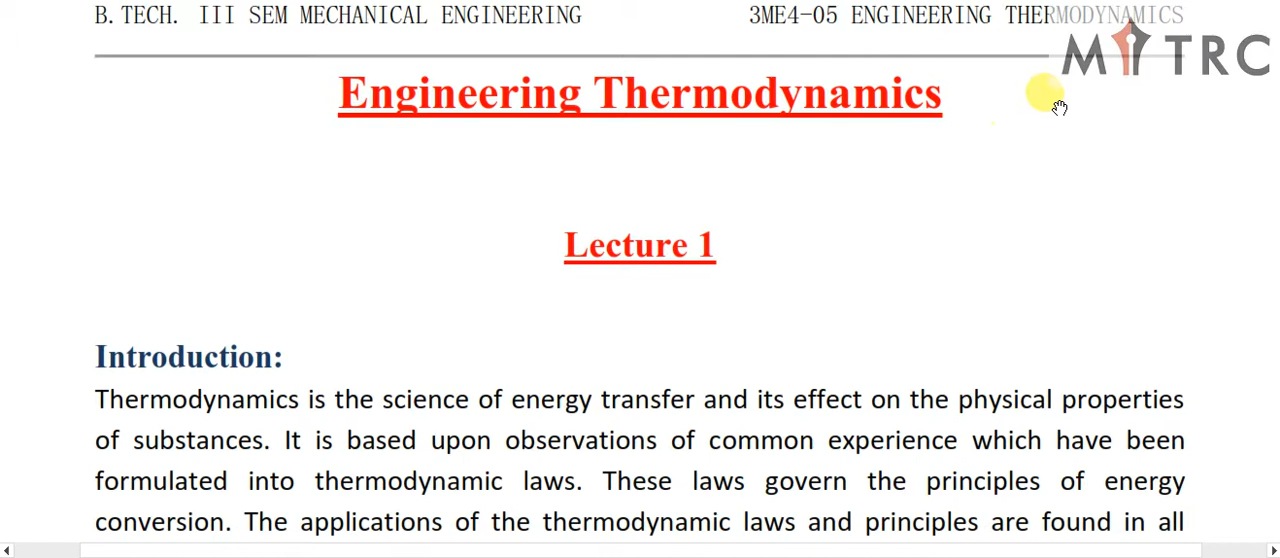 B.TECH. III SEM MECHANICAL ENGINEERING 3ME4-05 ENGINEERING THERMODYNAMICS
MYTRC
Engineering Thermodynamics
Lecture 1
Introduction:
Thermodynamics is the science of energy transfer and its effect on the physical properties
of substances. It is based upon observations of common experience which have been
formulated into thermodynamic laws. These laws govern the principles of energy
conversion. The applications of the thermodynamic laws and principles are found in all